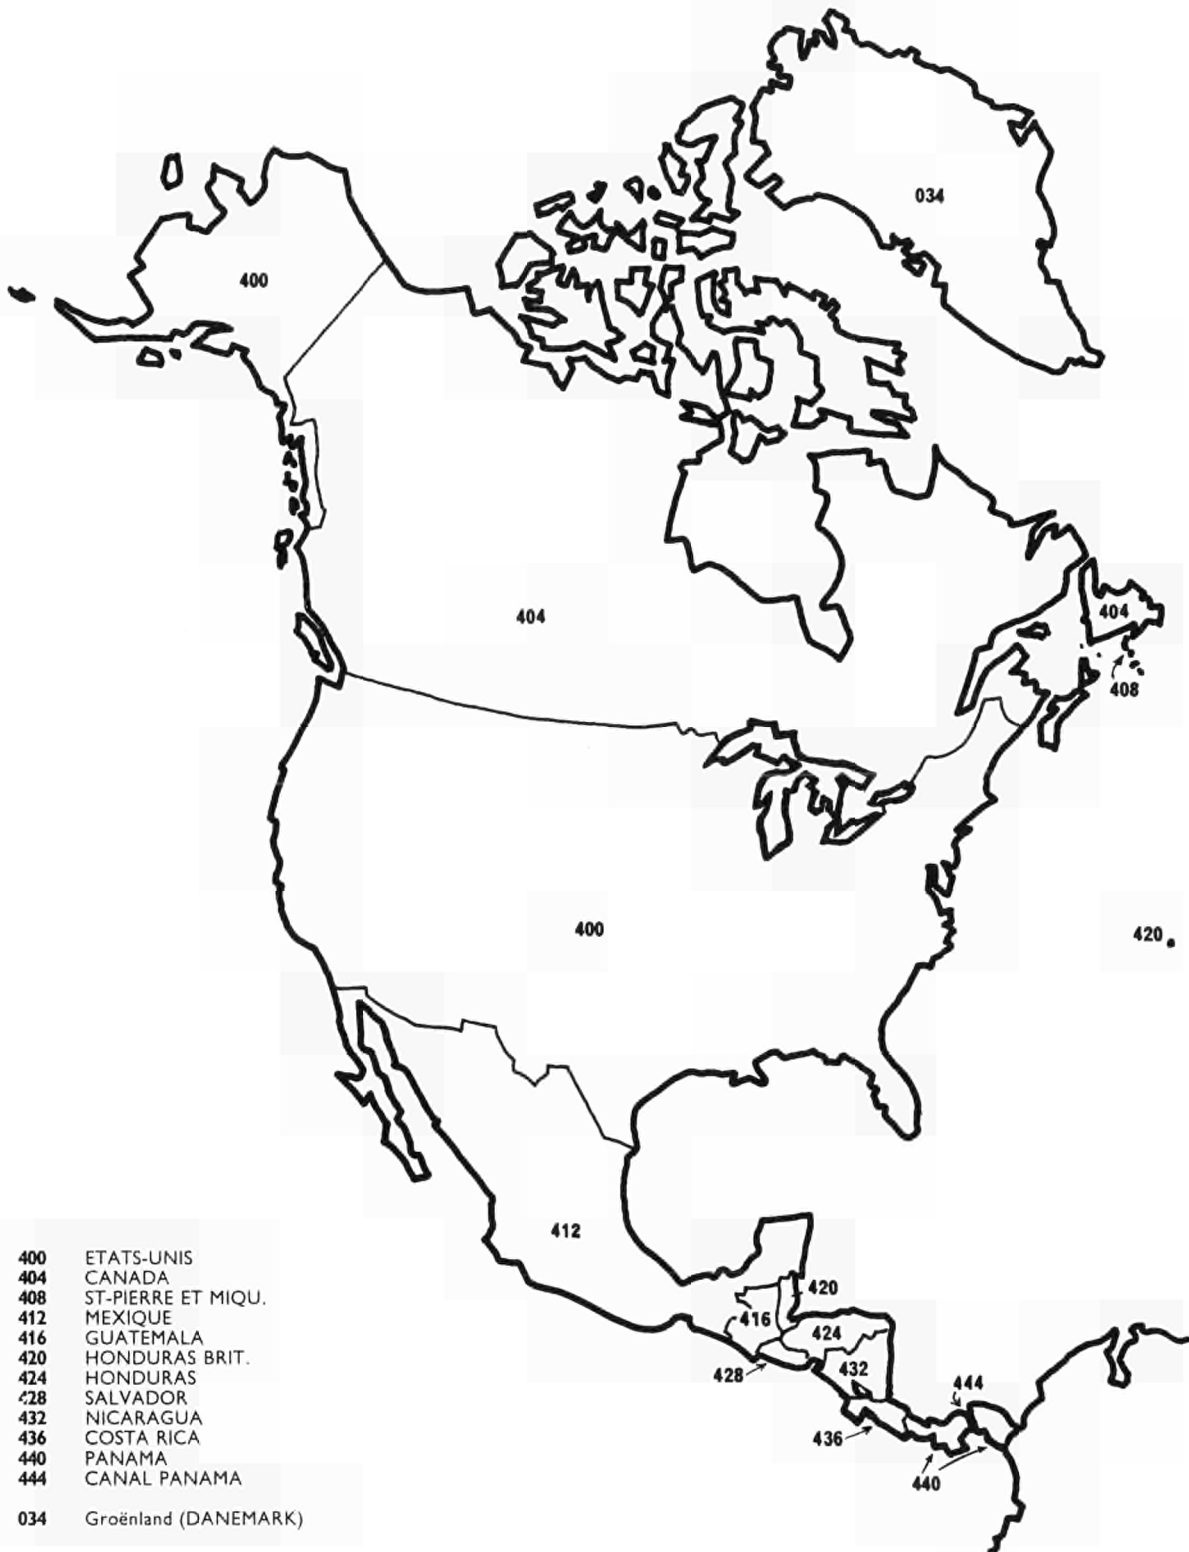 034
400
404
404
408
400
420
412
420
416
424
428
432
444
436
440
400 ETATS-UNIS
404 CANADA
408 ST-PIERRE ET MIQU.
412 MEXIQUE
416 GUATEMALA
420 HONDURAS BRIT.
424 HONDURAS
428 SALVADOR
432 NICARAGUA
436 COSTA RICA
440 PANAMA
444 CANAL PANAMA
034 Groënland (DANEMARK)